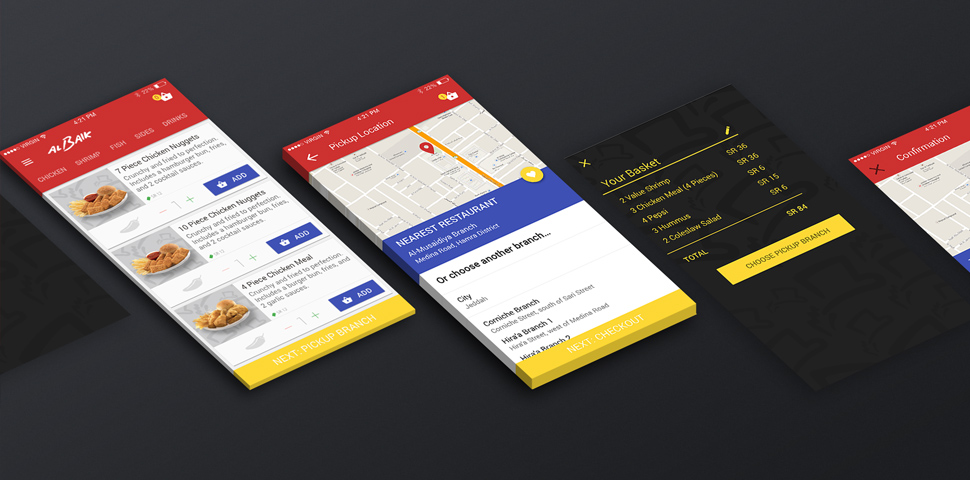 VIRGIN
4:21 PM
22%
ALBAIK
CHICKEN SHRIMP FISH SIDES DRINKS
7 Piece Chicken Nuggets
Crunchy and fried to perfection.
Includes a hamburger bun, fries,
and 2 cocktail sauces.
1
ADD
10 Piece Chicken Nuggets
Crunchy and fried to perfection.
Includes a hamburger bun, fries,
and 2 cocktail sauces.
1
ADD
4 Piece Chicken Meal
Crunchy and fried to perfection.
Includes a burger bun, fries, and
2 garlic sauces.
1
ADD
NEXT: PICKUP BRANCH
VIRGIN
4:21 PM
22%
Pickup Location
NEAREST RESTAURANT
Al-Musaidiya Branch
Medina Road, Hamra District
Or choose another branch...
City
Jeddah
Corniche Branch
Corniche Street, south of Sari Street
Hira'a Branch 1
Hira'a Street, west of Medina Road
Hira'a Branch 2
NEXT: CHECKOUT
Your Basket
2 Value Shrimp SR 36
3 Chicken Meal (4 Pieces) SR 36
4 Pepsi SR 6
3 Hummus SR 15
2 Coleslaw Salad SR 6
TOTAL SR 84
CHOOSE PICKUP BRANCH
VIRGIN
4:21 PM
Confirmation